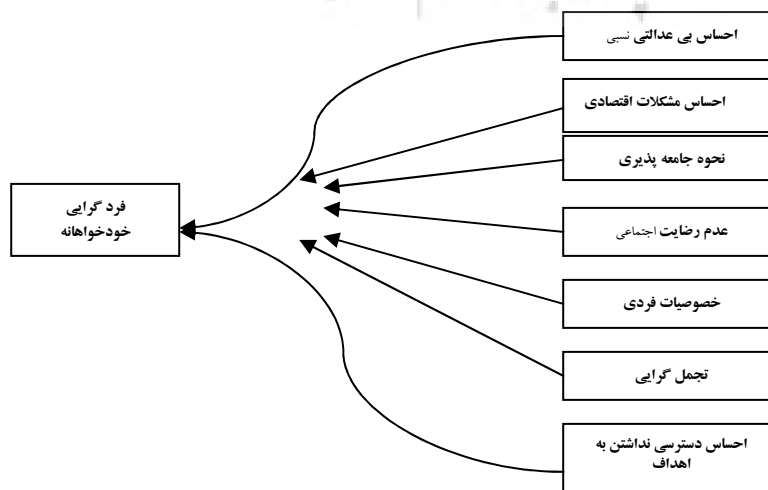 احساس بی عدالتی نسبی
احساس مشکلات اقتصادی
نحوه جامعه پذیری
فرد گرایی
خودخواهانه
عدم رضایت اجتماعی
خصوصیات فردی
تجمل گرایی
احساس دسترسی نداشتن به
اهداف